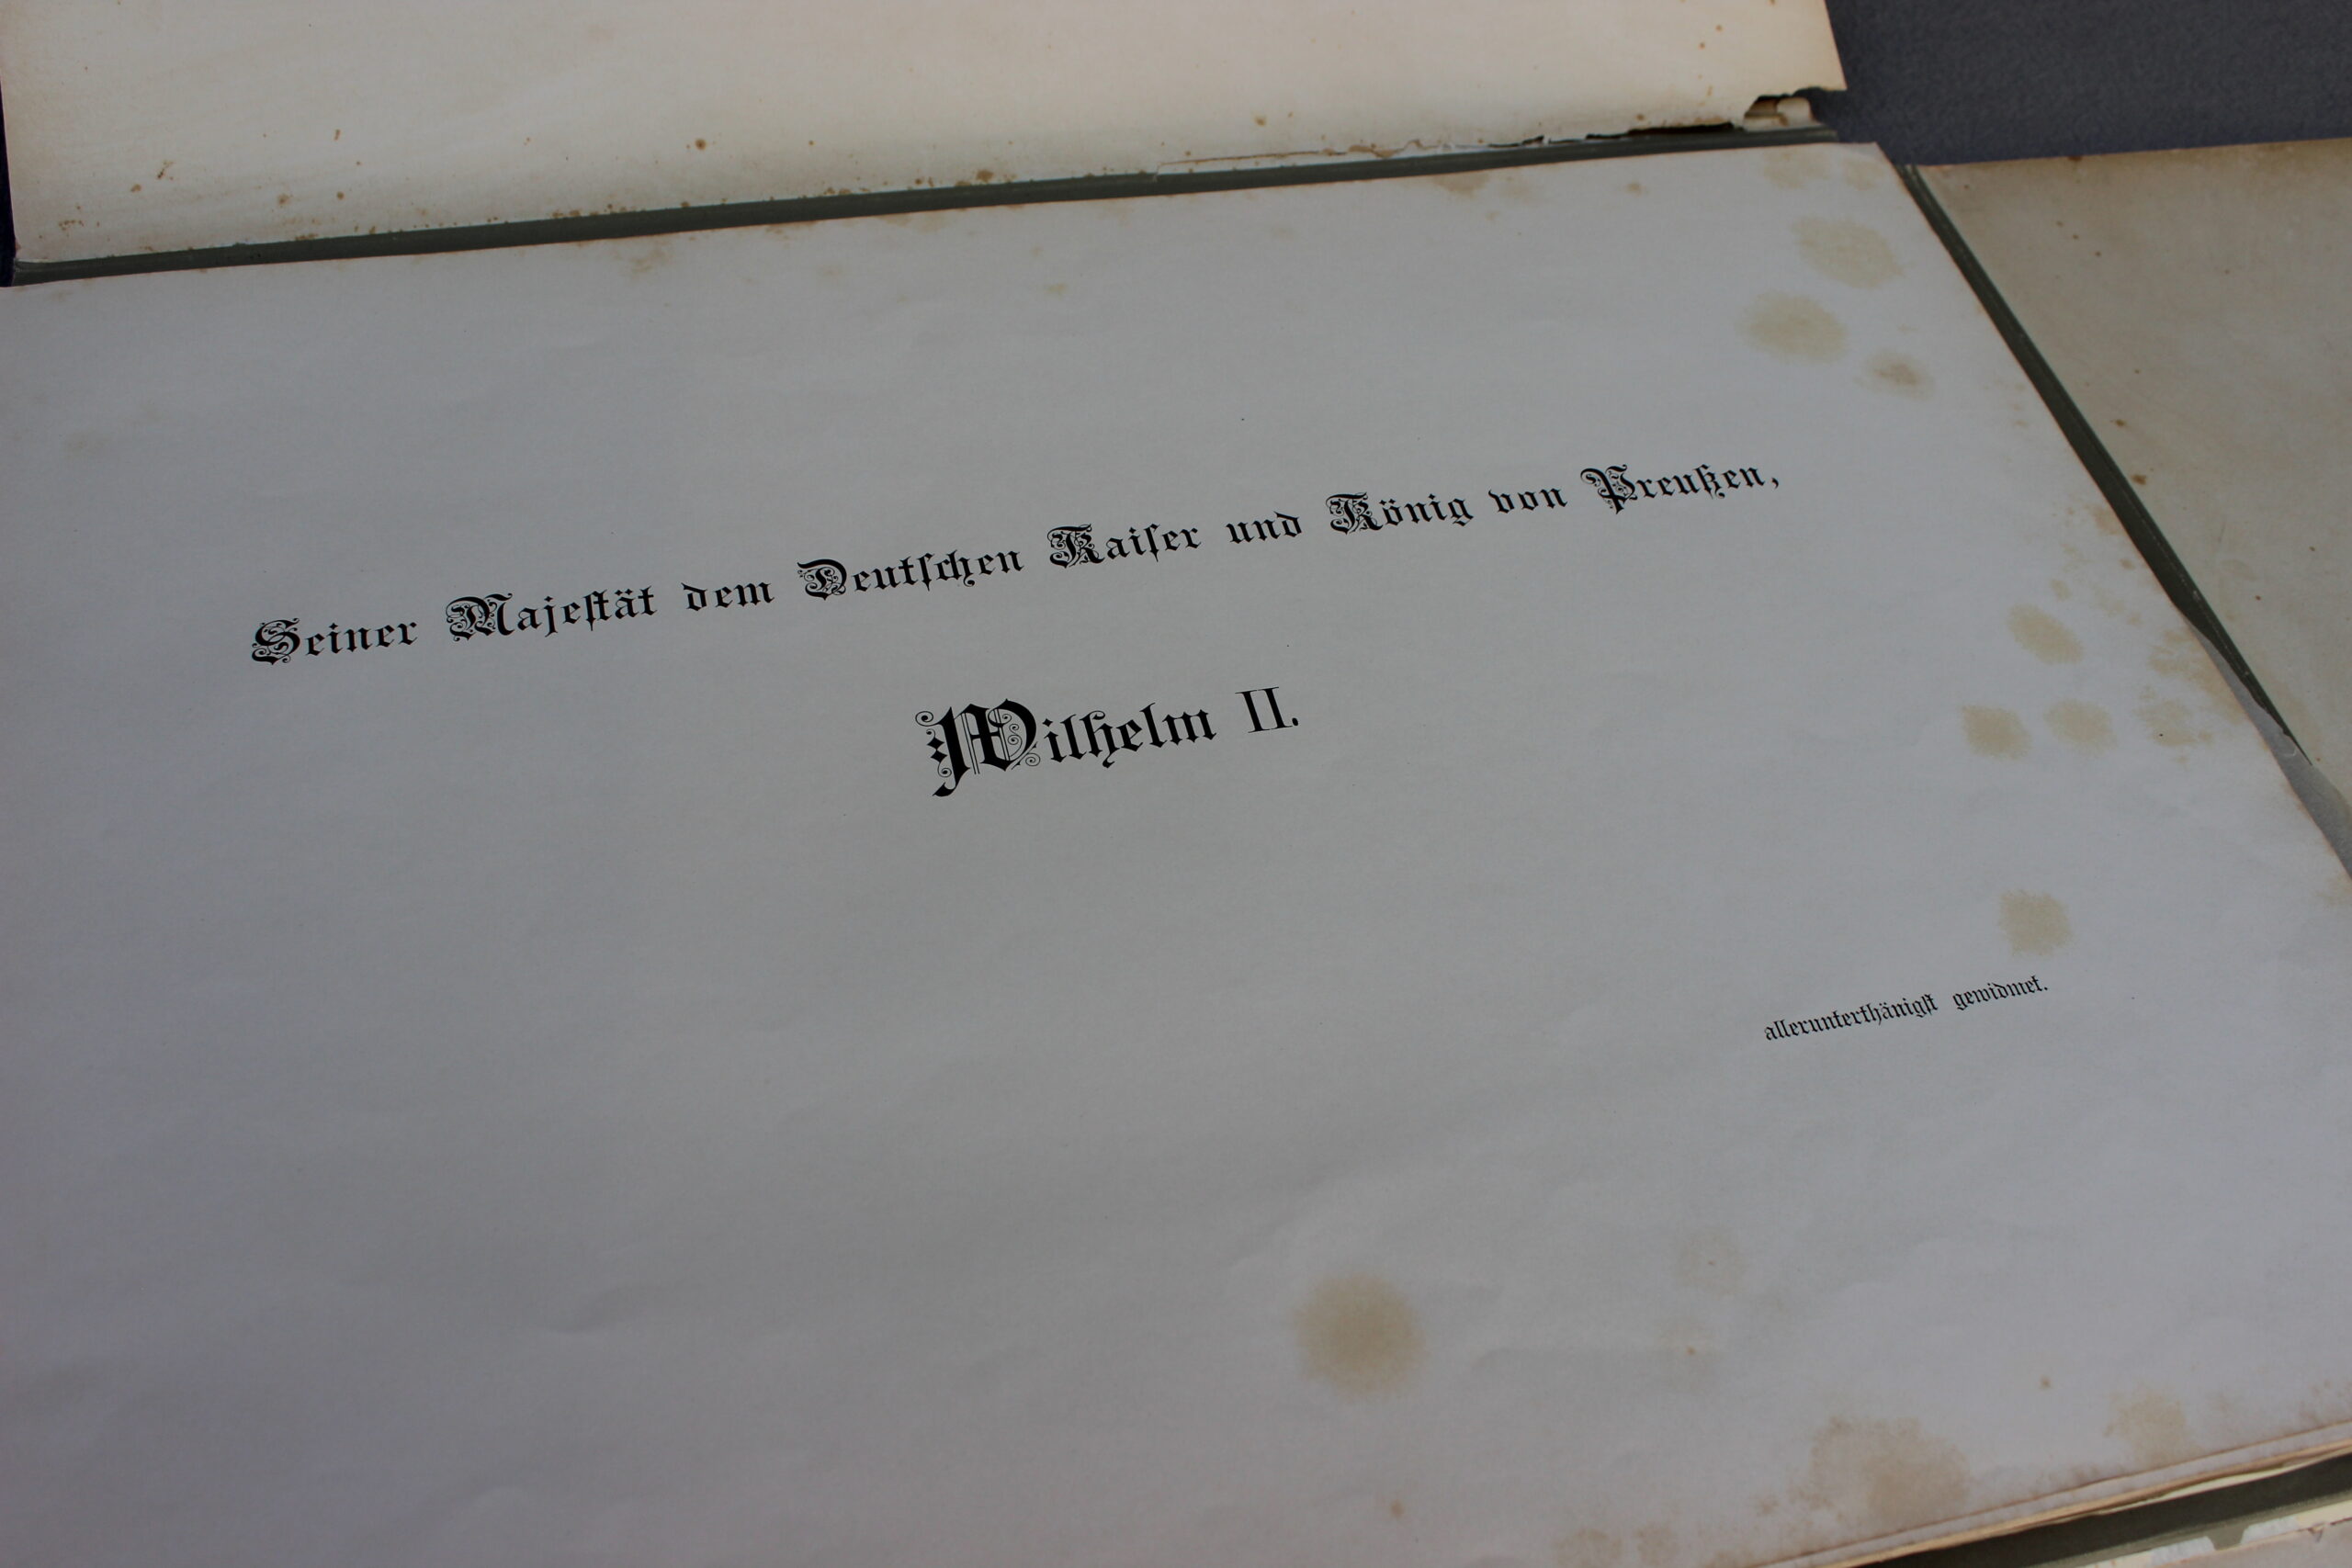 Seiner Majeſtät dem Deutſchen Kaiſer und König von Preußen,
Wilhelm II.
allerunterthänigſt gewidmet.